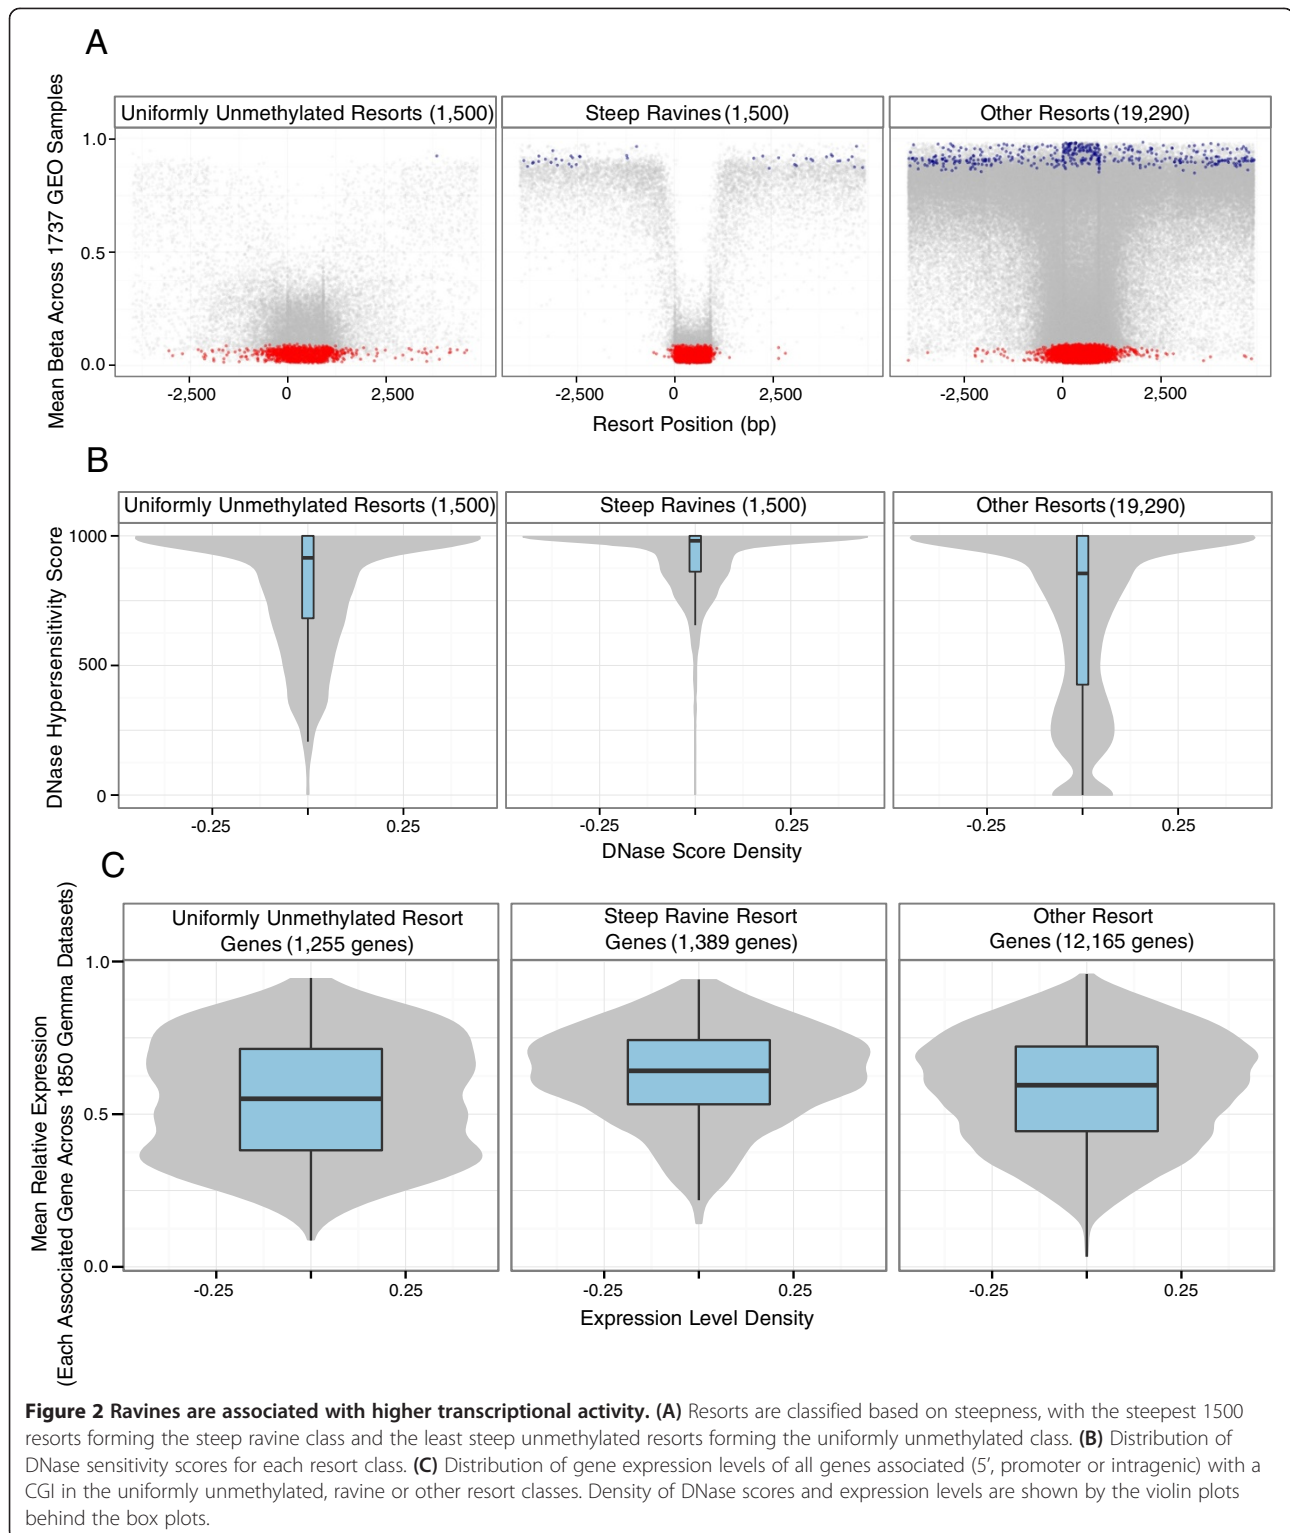 A
Mean Beta Across 1737 GEO Samples
Uniformly Unmethylated Resorts (1,500)
Steep Ravines (1,500)
Other Resorts (19,290)
1.0
0.5
0.0
-2,500 0 2,500
-2,500 0 2,500
-2,500 0 2,500
Resort Position (bp)
B
DNase Hypersensitivity Score
Uniformly Unmethylated Resorts (1,500)
Steep Ravines (1,500)
Other Resorts (19,290)
1000
500
0
-0.25 0.25
-0.25 0.25
-0.25 0.25
DNase Score Density
C
Mean Relative Expression
(Each Associated Gene Across 1850 Gemma Datasets)
Uniformly Unmethylated Resort
Genes (1,255 genes)
Steep Ravine Resort
Genes (1,389 genes)
Other Resort
Genes (12,165 genes)
1.0
0.5
0.0
-0.25 0.25
-0.25 0.25
-0.25 0.25
Expression Level Density
Figure 2 Ravines are associated with higher transcriptional activity. (A) Resorts are classified based on steepness, with the steepest 1500
resorts forming the steep ravine class and the least steep unmethylated resorts forming the uniformly unmethylated class. (B) Distribution of
DNase sensitivity scores for each resort class. (C) Distribution of gene expression levels of all genes associated (5′, promoter or intragenic) with a
CGI in the uniformly unmethylated, ravine or other resort classes. Density of DNase scores and expression levels are shown by the violin plots
behind the box plots.